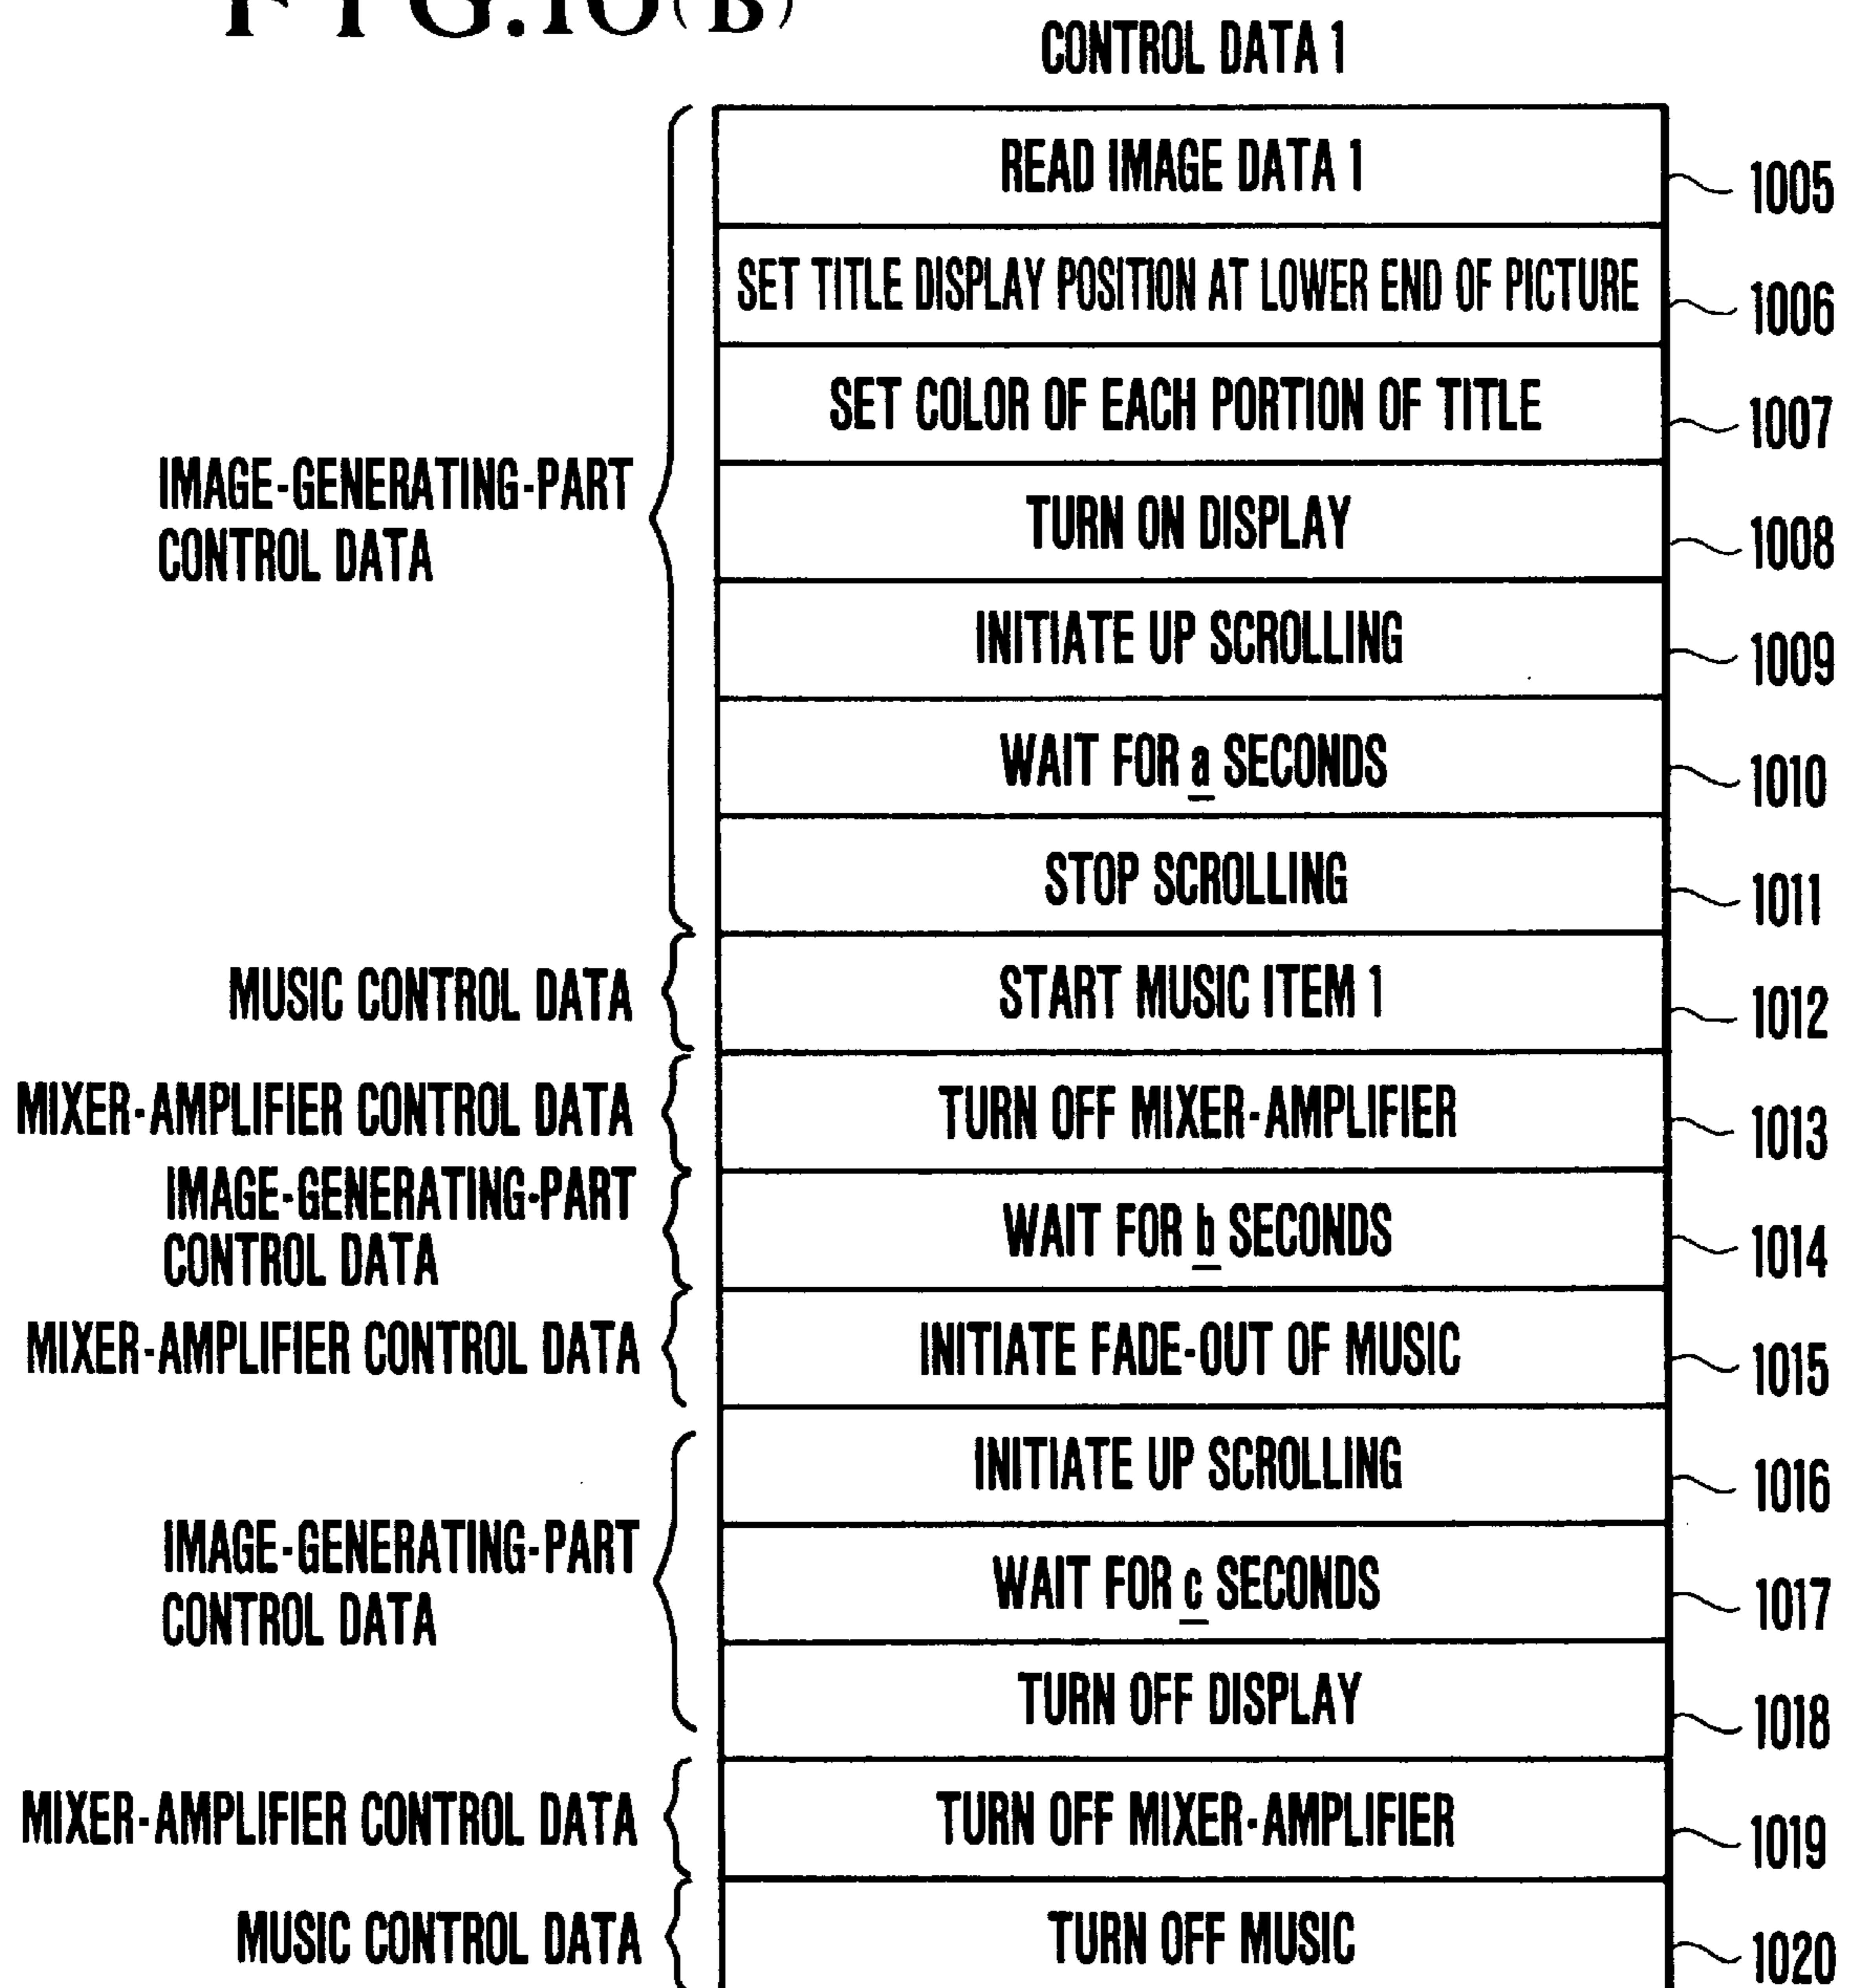 FIG.10(B)
CONTROL DATA 1
READ IMAGE DATA 1
1005
SET TITLE DISPLAY POSITION AT LOWER END OF PICTURE
1006
SET COLOR OF EACH PORTION OF TITLE
1007
IMAGE-GENERATING-PART
CONTROL DATA
TURN ON DISPLAY
1008
INITIATE UP SCROLLING
1009
WAIT FOR a SECONDS
1010
STOP SCROLLING
1011
MUSIC CONTROL DATA
START MUSIC ITEM 1
1012
MIXER-AMPLIFIER CONTROL DATA
TURN OFF MIXER-AMPLIFIER
1013
IMAGE-GENERATING-PART
CONTROL DATA
WAIT FOR b SECONDS
1014
MIXER-AMPLIFIER CONTROL DATA
INITIATE FADE-OUT OF MUSIC
1015
INITIATE UP SCROLLING
1016
IMAGE-GENERATING-PART
CONTROL DATA
WAIT FOR c SECONDS
1017
TURN OFF DISPLAY
1018
MIXER-AMPLIFIER CONTROL DATA
TURN OFF MIXER-AMPLIFIER
1019
MUSIC CONTROL DATA
TURN OFF MUSIC
1020